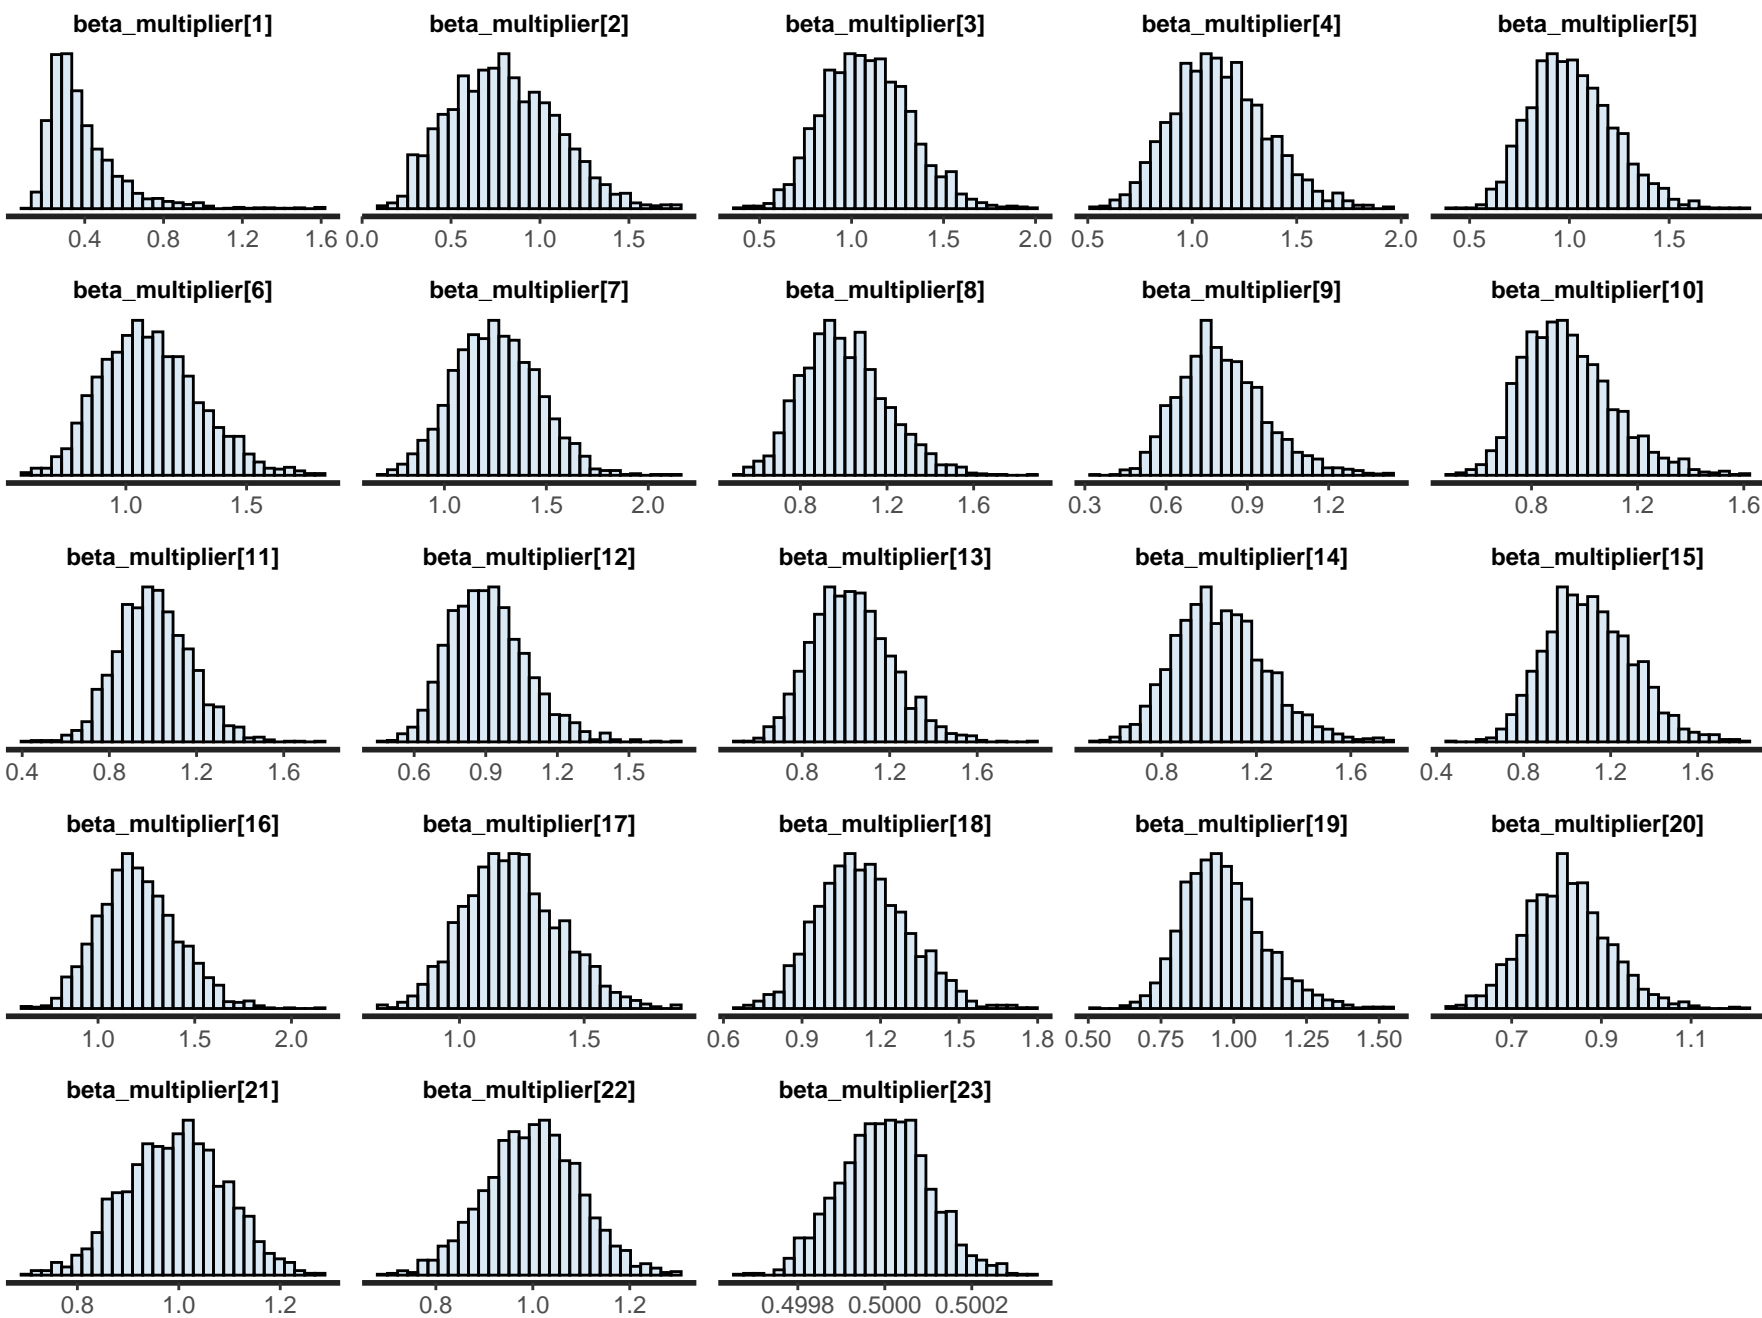 beta_multiplier[1] beta_multiplier[2] beta_multiplier[3] beta_multiplier[4] beta_multiplier[5]
0.4 0.8 1.2 1.6 0.0 0.5 1.0 1.5 0.5 1.0 1.5 2.0 0.5 1.0 1.5 2.0 0.5 1.0 1.5
beta_multiplier[6] beta_multiplier[7] beta_multiplier[8] beta_multiplier[9] beta_multiplier[10]
1.0 1.5 1.0 1.5 2.0 0.8 1.2 1.6 0.3 0.6 0.9 1.2 0.8 1.2 1.6
beta_multiplier[11] beta_multiplier[12] beta_multiplier[13] beta_multiplier[14] beta_multiplier[15]
0.4 0.8 1.2 1.6 0.6 0.9 1.2 1.5 0.8 1.2 1.6 0.8 1.2 1.6 0.4 0.8 1.2 1.6
beta_multiplier[16] beta_multiplier[17] beta_multiplier[18] beta_multiplier[19] beta_multiplier[20]
1.0 1.5 2.0 1.0 1.5 0.6 0.9 1.2 1.5 1.8 0.50 0.75 1.00 1.25 1.50 0.7 0.9 1.1
beta_multiplier[21] beta_multiplier[22] beta_multiplier[23]
0.8 1.0 1.2 0.8 1.0 1.2 0.4998 0.5000 0.5002